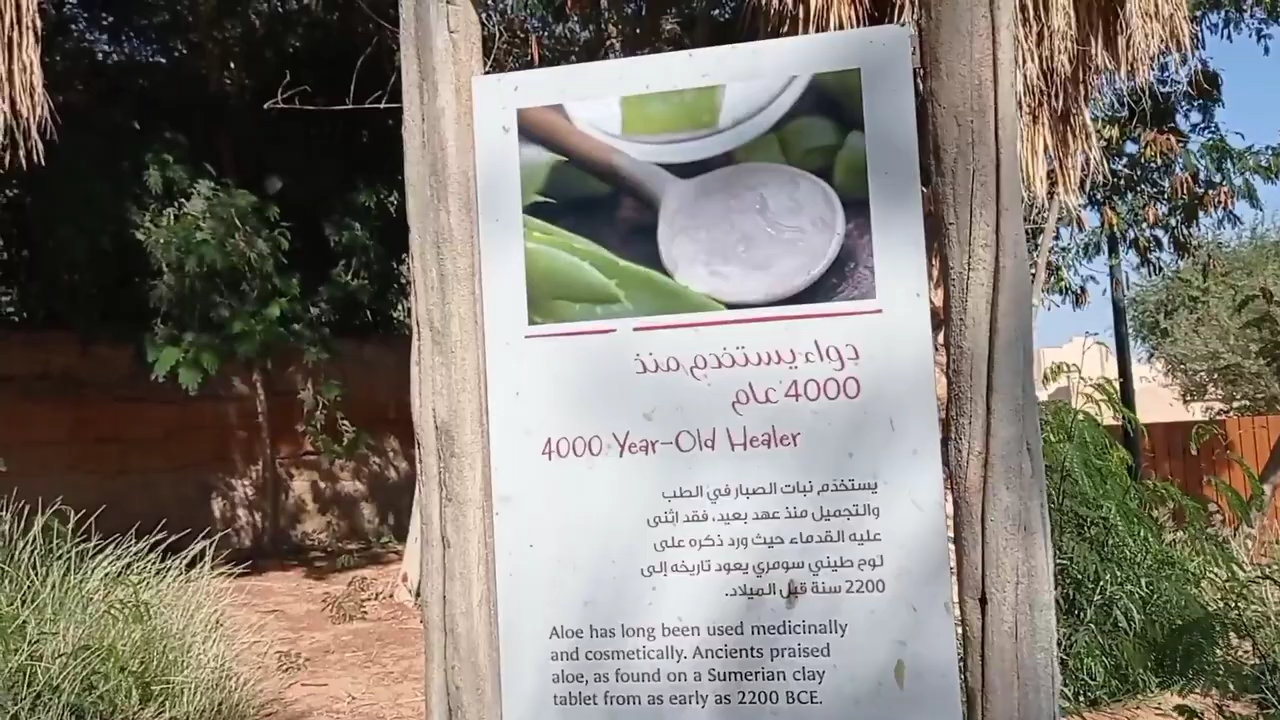 دواء يستخدم منذ
4000 عام
4000 Year-Old Healer
يستخدم نبات الصبار في الطب
والتجميل منذ عهد بعيد، فقد اثنى
عليه القدماء حيث ورد ذكره على
لوح طيني سومري يعود تاريخه إلى
2200 سنة قبل الميلاد.
Aloe has long been used medicinally
and cosmetically. Ancients praised
aloe, as found on a Sumerian clay
tablet from as early as 2200 BCE.